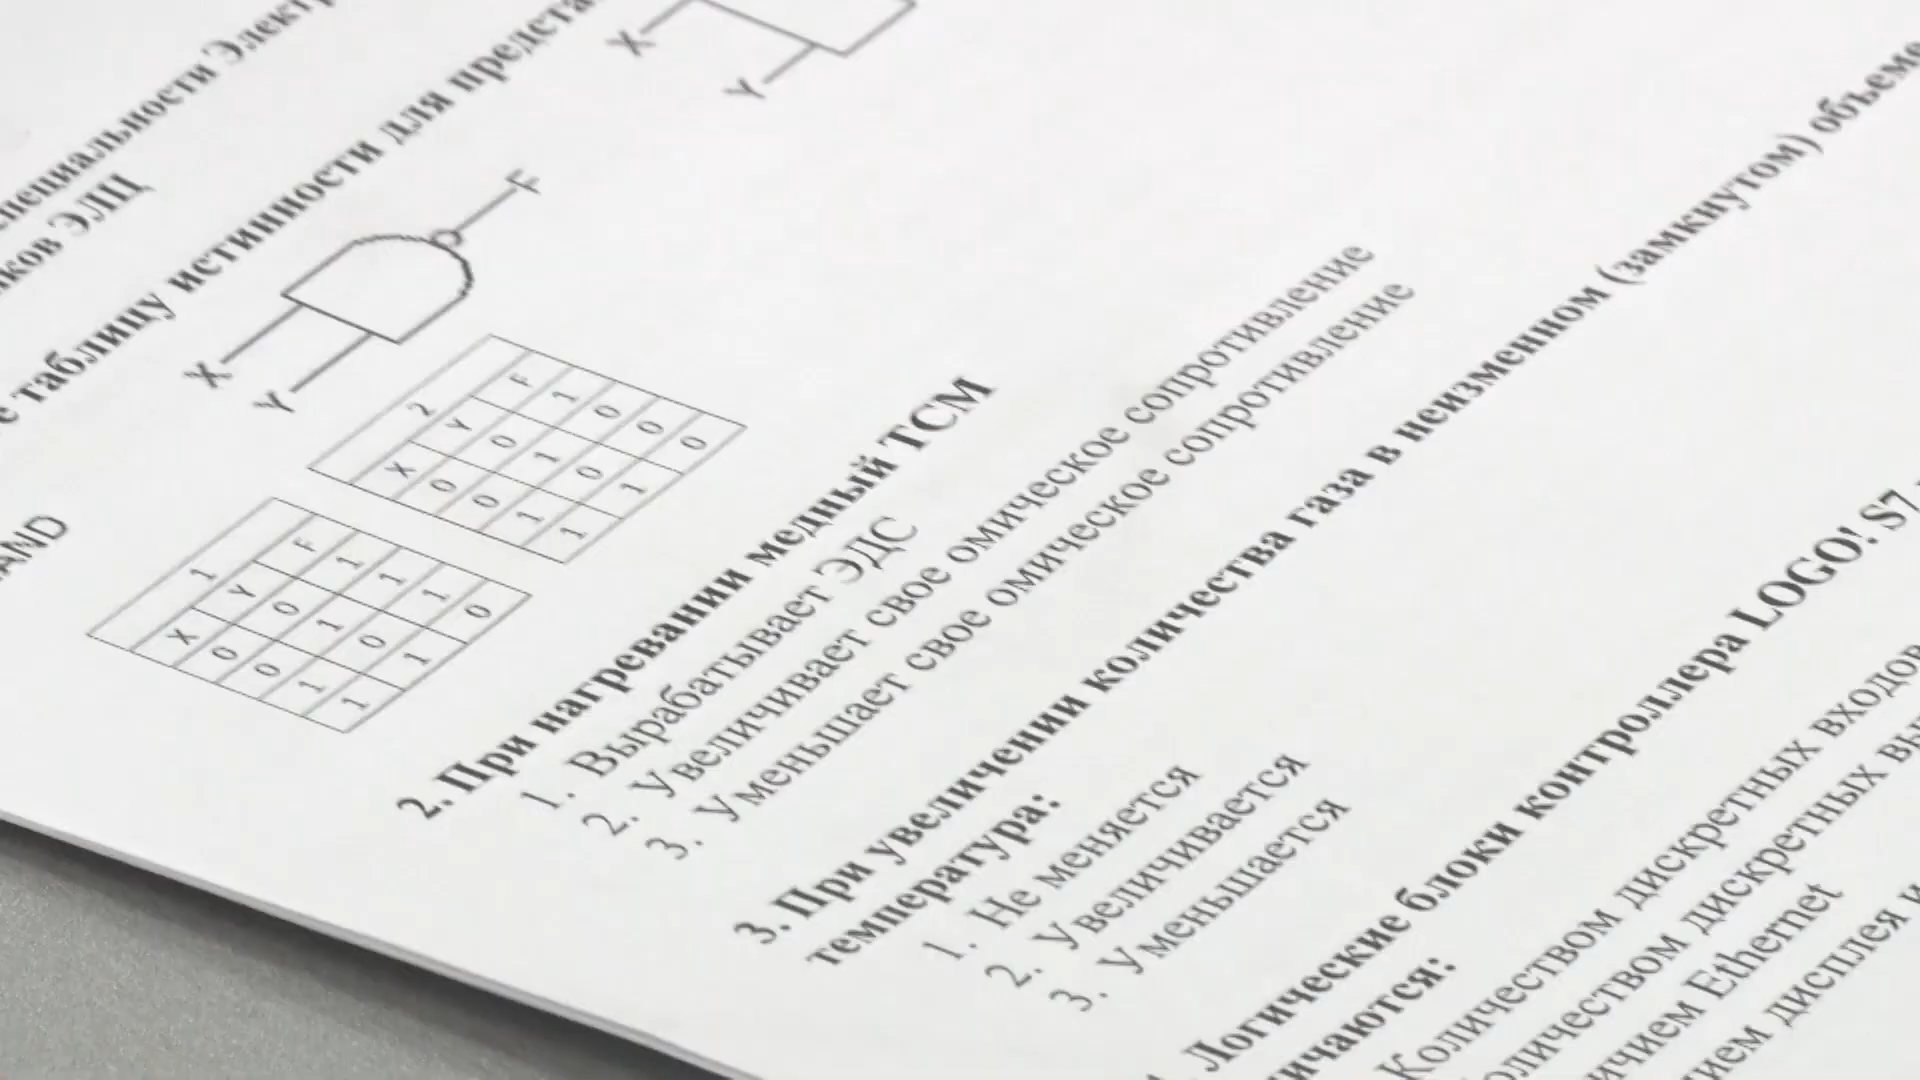 специальности Элект
ков ЭЛЦ
таблицу истинности для предста
X
Y
F
X
Y
AND
1
X Y F
0 0 1
0 1 1
1 0 1
1 1 0
2
X Y F
0 0 1
0 1 0
1 0 0
1 1 0
2. При нагревании медный ТСМ
1. Вырабатывает ЭДС
2. Увеличивает свое омическое сопротивление
3. Уменьшает свое омическое сопротивление
3. При увеличении количества газа в неизменном (замкнутом) объеме
температура:
1. Не меняется
2. Увеличивается
3. Уменьшается
Логические блоки контроллера LOGO! S7
чаются:
Количеством дискретных входов
оличеством дискретных вы
ичием Ethernet
ием дисплея и